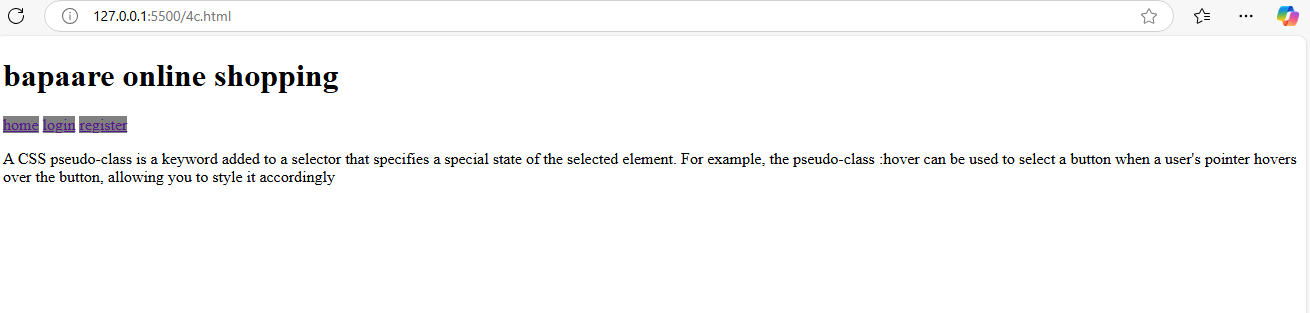 127.0.0.1:5500/4c.html
bapaare online shopping
home login register
A CSS pseudo-class is a keyword added to a selector that specifies a special state of the selected element. For example, the pseudo-class :hover can be used to select a button when a user's pointer hovers
over the button, allowing you to style it accordingly